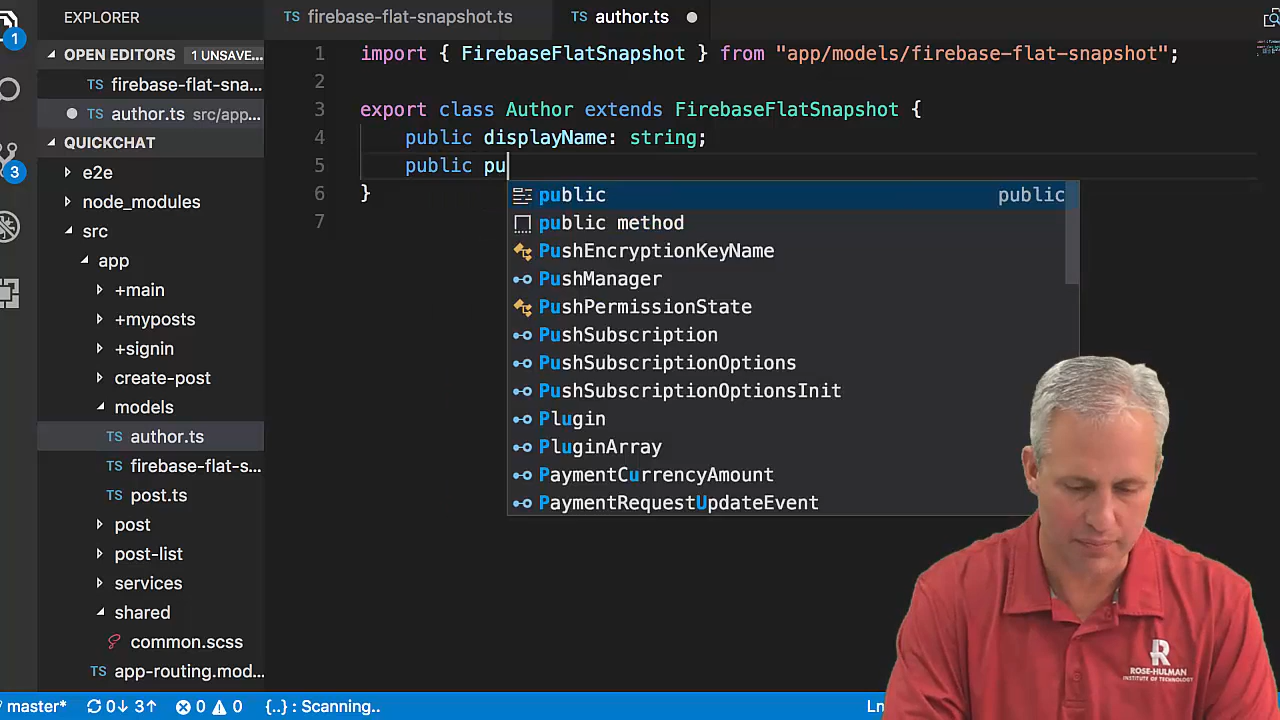 EXPLORER
firebase-flat-snapshot.ts
author.ts
1
OPEN EDITORS 1 UNSAVE...
TS firebase-flat-sna...
author.ts src/app...
QUICKCHAT
3
e2e
node_modules
src
app
+main
+myposts
+signin
create-post
models
TS author.ts
TS firebase-flat-s...
TS post.ts
post
post-list
services
shared
common.scss
TS app-routing.mod...
1 import { FirebaseFlatSnapshot } from "app/models/firebase-flat-snapshot";
2
3 export class Author extends FirebaseFlatSnapshot {
4 public displayName: string;
5 public pu
6 }
7
public public
public method
PushEncryptionKeyName
PushManager
PushPermissionState
PushSubscription
PushSubscriptionOptions
PushSubscriptionOptionsInit
Plugin
PluginArray
PaymentCurrencyAmount
PaymentRequestUpdateEvent
R
ROSE-HULMAN
INSTITUTE OF TECHNOLOGY
master* 0↓ 3↑ 0 0 {..} : Scanning.. Ln